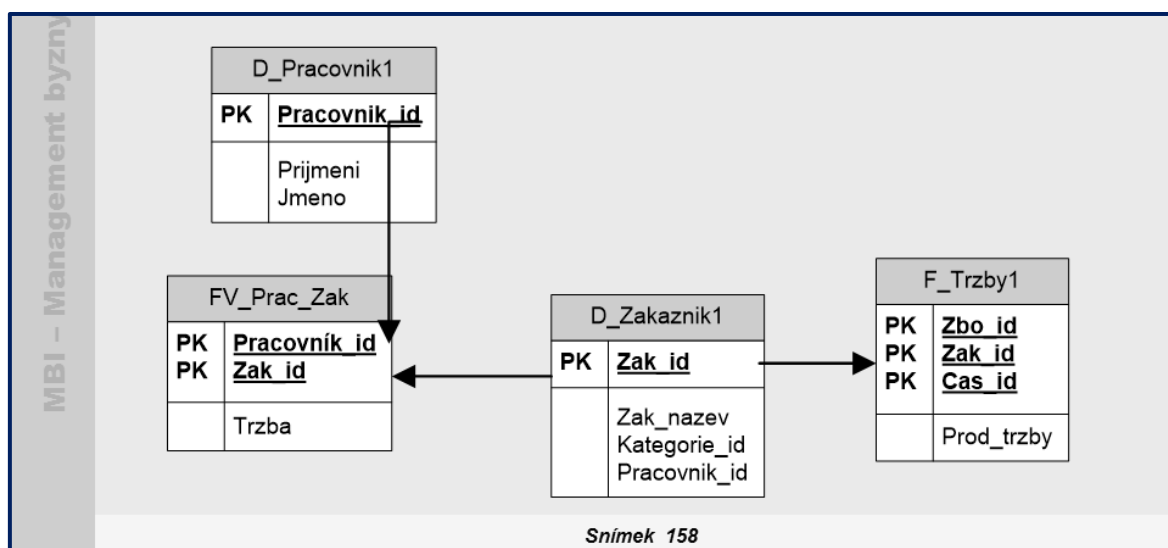 MBI – Management byzny
D_Pracovnik1
PK Pracovnik_id
Prijmeni
Jmeno
FV_Prac_Zak
PK Pracovník_id
PK Zak_id
Trzba
D_Zakaznik1
PK Zak_id
Zak_nazev
Kategorie_id
Pracovnik_id
F_Trzby1
PK Zbo_id
PK Zak_id
PK Cas_id
Prod_trzby
Snímek 158